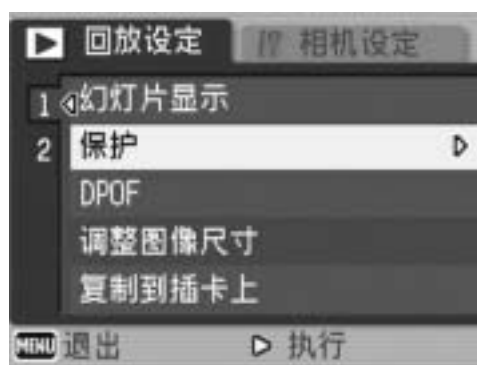 回放设定 相机设定
1 幻灯片显示
2 保护
DPOF
调整图像尺寸
复制到插卡上
MENU 退出 执行